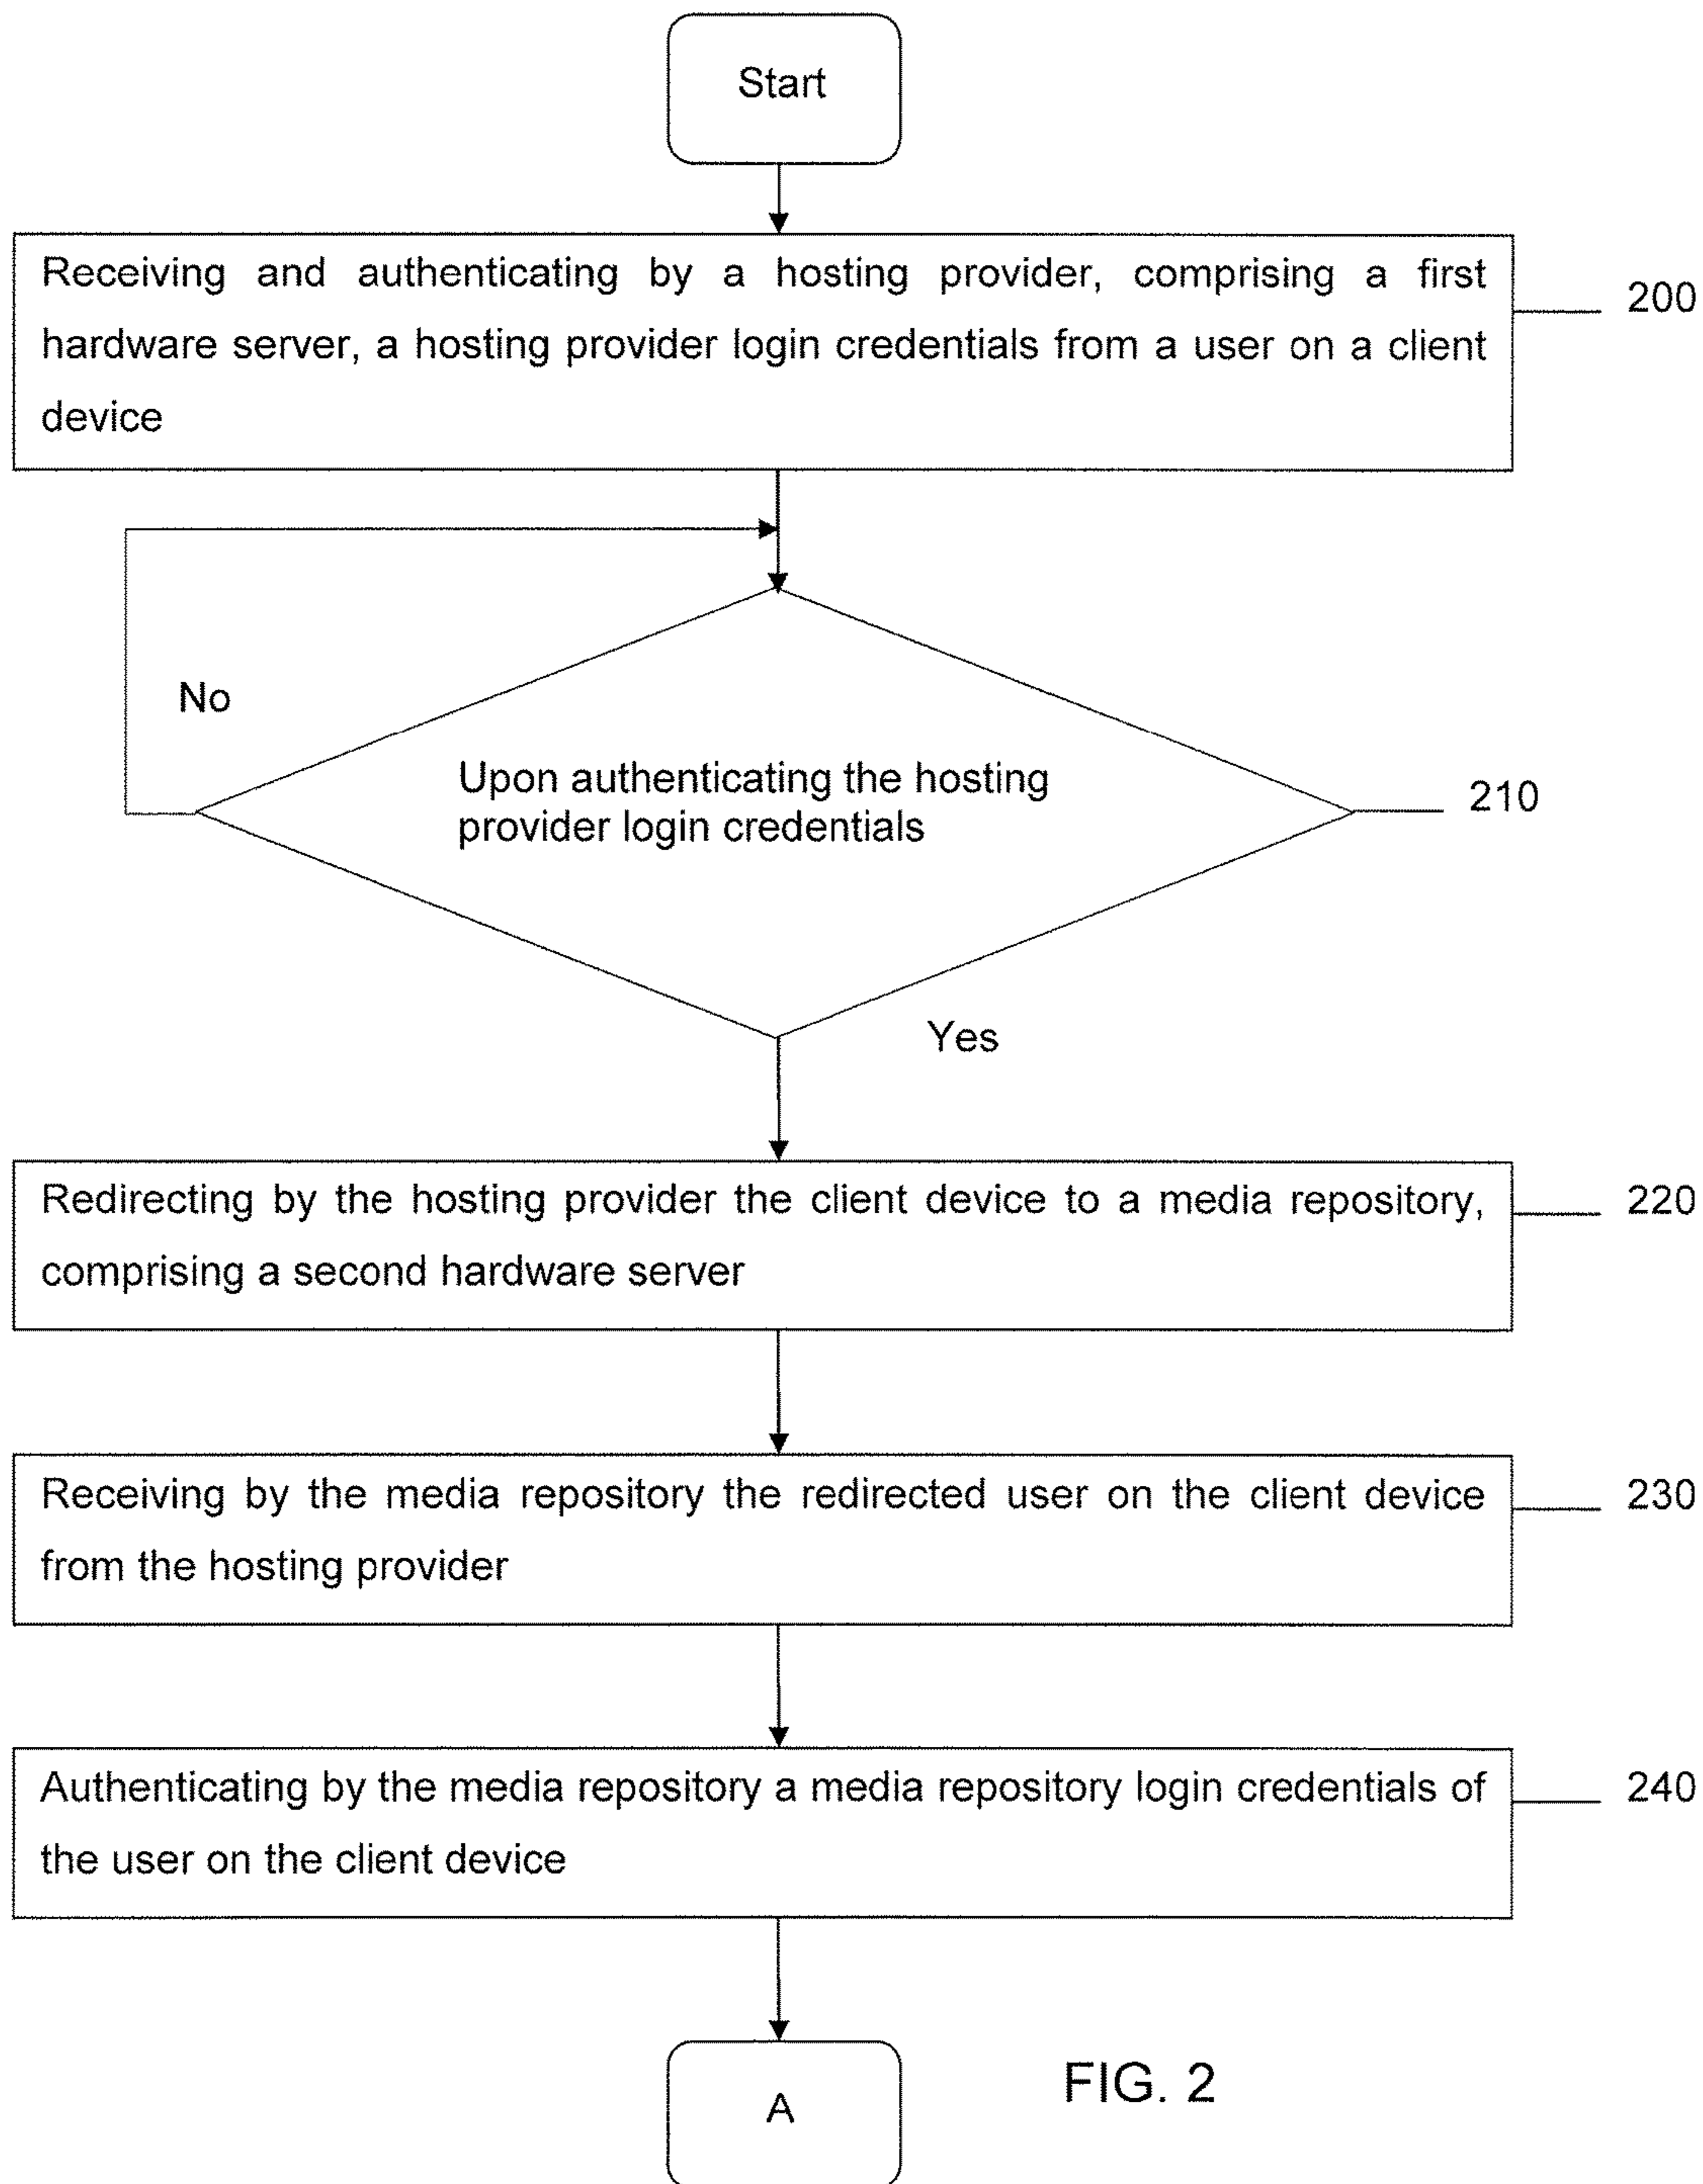 Start
Receiving and authenticating by a hosting provider, comprising a first
hardware server, a hosting provider login credentials from a user on a client
device
200
No
Upon authenticating the hosting
provider login credentials
210
Yes
Redirecting by the hosting provider the client device to a media repository,
comprising a second hardware server
220
Receiving by the media repository the redirected user on the client device
from the hosting provider
230
Authenticating by the media repository a media repository login credentials of
the user on the client device
240
A
FIG. 2